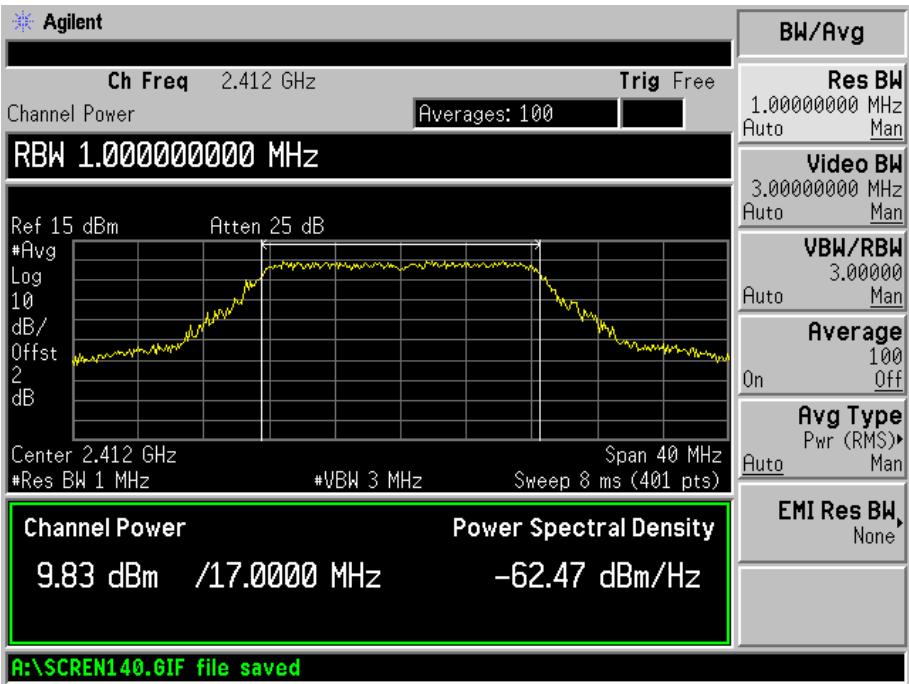 Agilent
Ch Freq 2.412 GHz Trig Free
Channel Power Averages: 100
RBW 1.000000000 MHz
Ref 15 dBm Atten 25 dB
#Avg
Log
10
dB/
Offst
2
dB
Center 2.412 GHz Span 40 MHz
#Res BW 1 MHz #VBW 3 MHz Sweep 8 ms (401 pts)
Channel Power Power Spectral Density
9.83 dBm /17.0000 MHz -62.47 dBm/Hz
A:\SCREN140.GIF file saved
BW/Avg
Res BW
1.00000000 MHz
Auto Man
Video BW
3.00000000 MHz
Auto Man
VBW/RBW
3.00000
Auto Man
Average
100
On Off
Avg Type
Pwr (RMS)
Auto Man
EMI Res BW
None